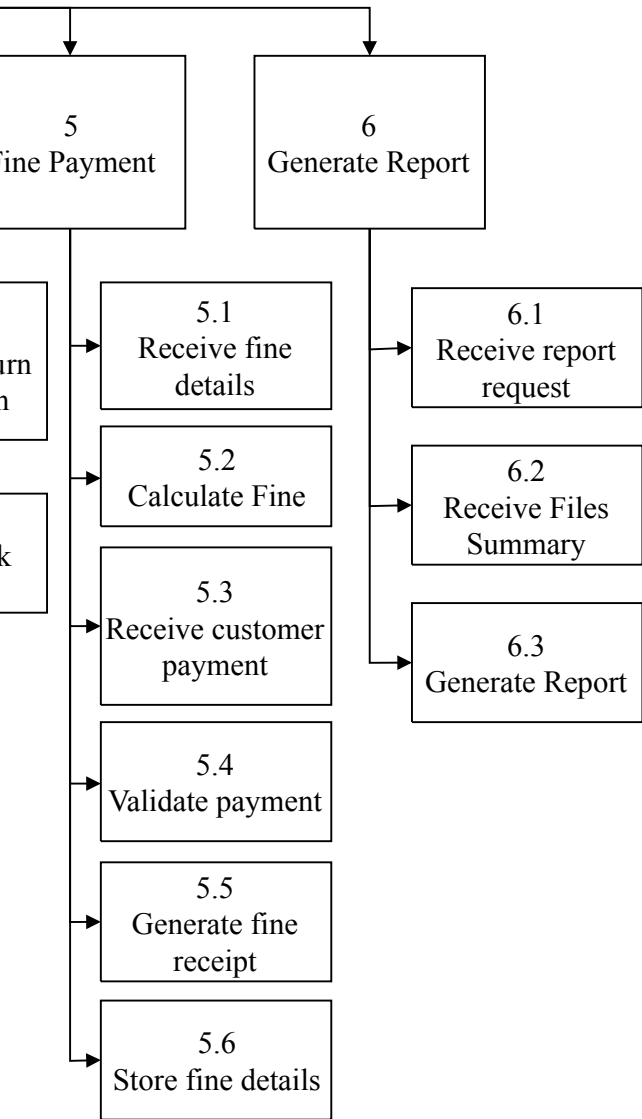 5
Fine Payment
6
Generate Report
5.1
Receive fine
details
5.2
Calculate Fine
5.3
Receive customer
payment
5.4
Validate payment
5.5
Generate fine
receipt
5.6
Store fine details
6.1
Receive report
request
6.2
Receive Files
Summary
6.3
Generate Report